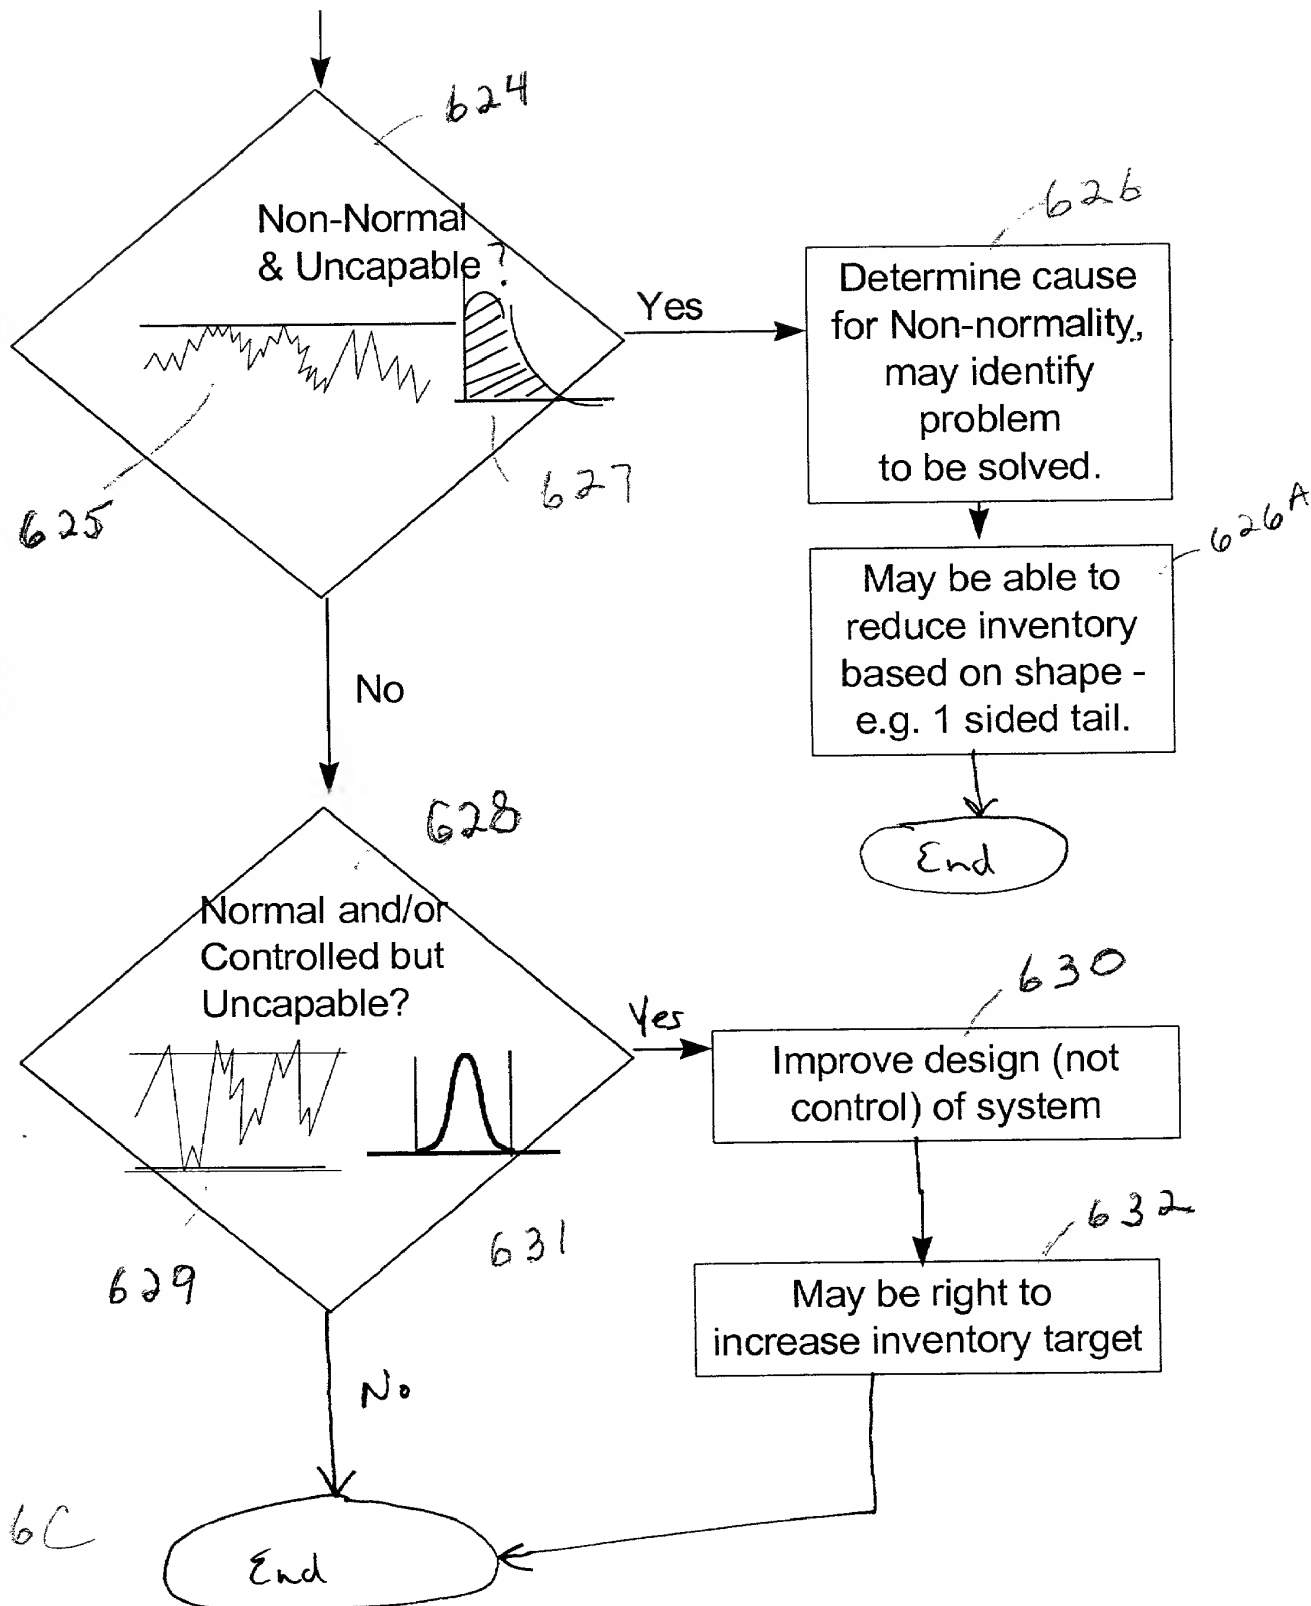 624
Non-Normal
& Uncapable ?
625
627
Yes
626
Determine cause
for Non-normality,
may identify
problem
to be solved.
626A
May be able to
reduce inventory
based on shape -
e.g. 1 sided tail.
End
No
628
Normal and/or
Controlled but
Uncapable?
629
631
Yes
630
Improve design (not
control) of system
632
May be right to
increase inventory target
No
6C
End